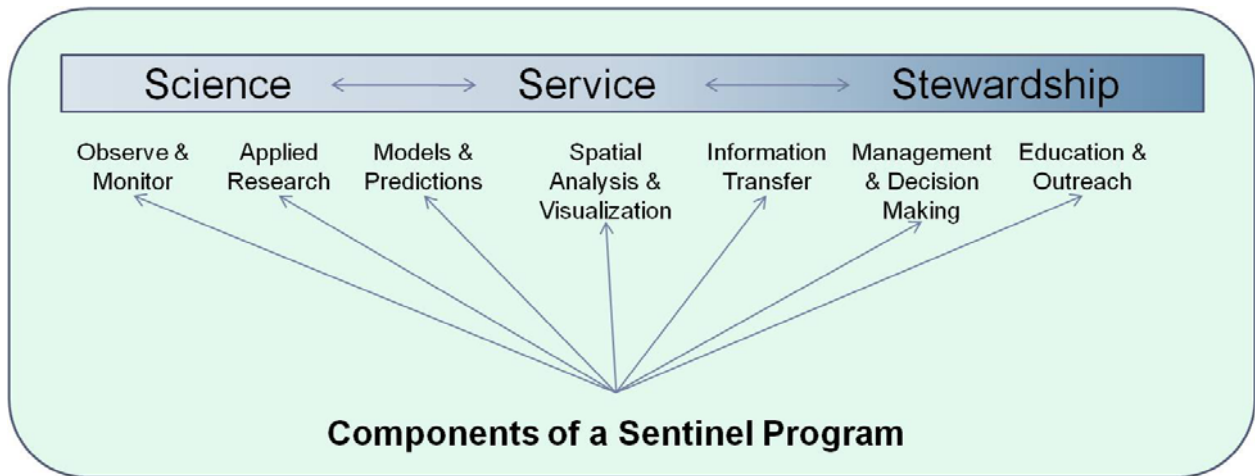 Science Service Stewardship
Observe &
Monitor
Applied
Research
Models &
Predictions
Spatial
Analysis &
Visualization
Information
Transfer
Management
& Decision
Making
Education &
Outreach
Components of a Sentinel Program